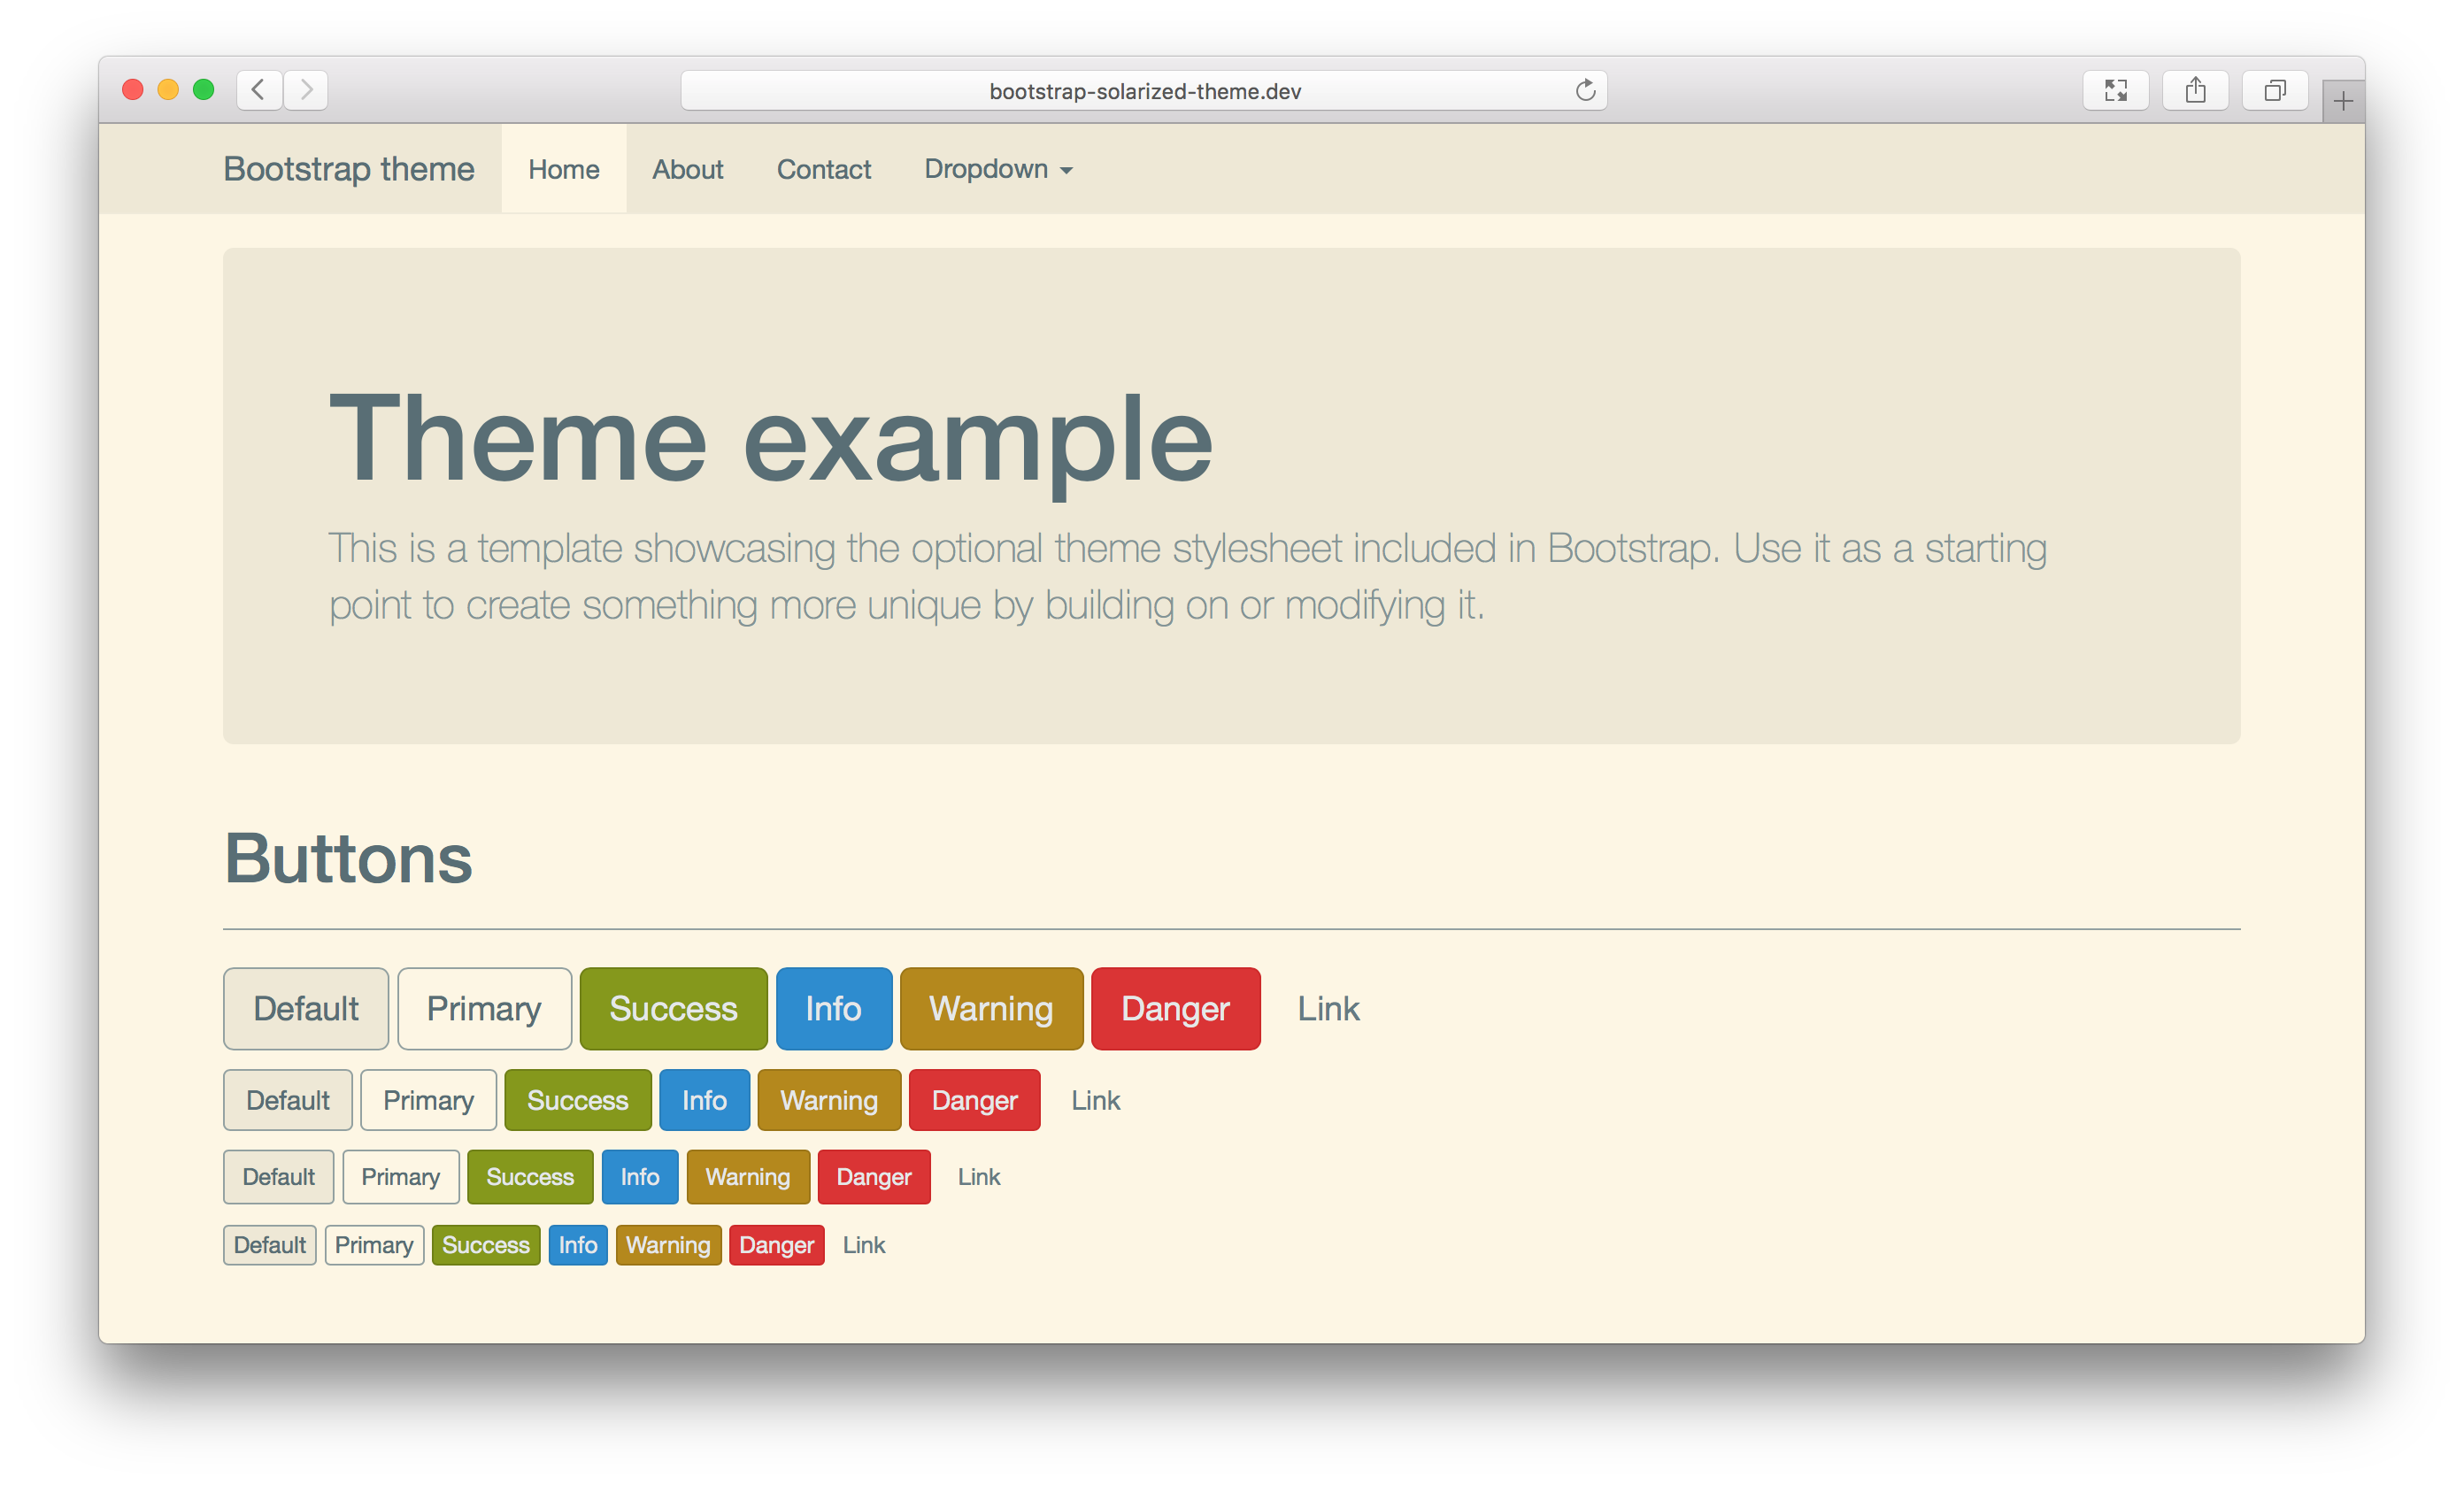 bootstrap-solarized-theme.dev
Bootstrap theme Home About Contact Dropdown
Theme example
This is a template showcasing the optional theme stylesheet included in Bootstrap. Use it as a starting
point to create something more unique by building on or modifying it.
Buttons
Default Primary Success Info Warning Danger Link
Default Primary Success Info Warning Danger Link
Default Primary Success Info Warning Danger Link
Default Primary Success Info Warning Danger Link